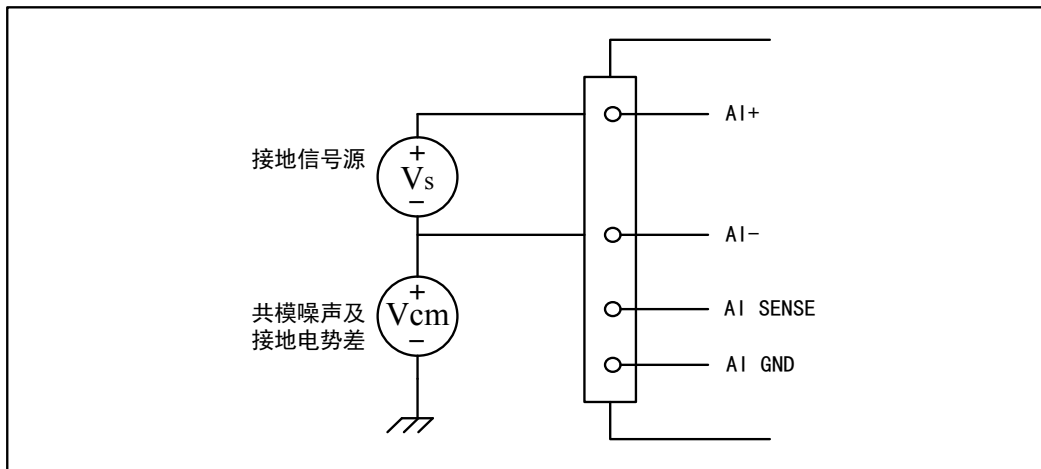 AI+
接地信号源
+
Vs
−
AI−
+
Vcm
−
共模噪声及
接地电势差
AI SENSE
AI GND